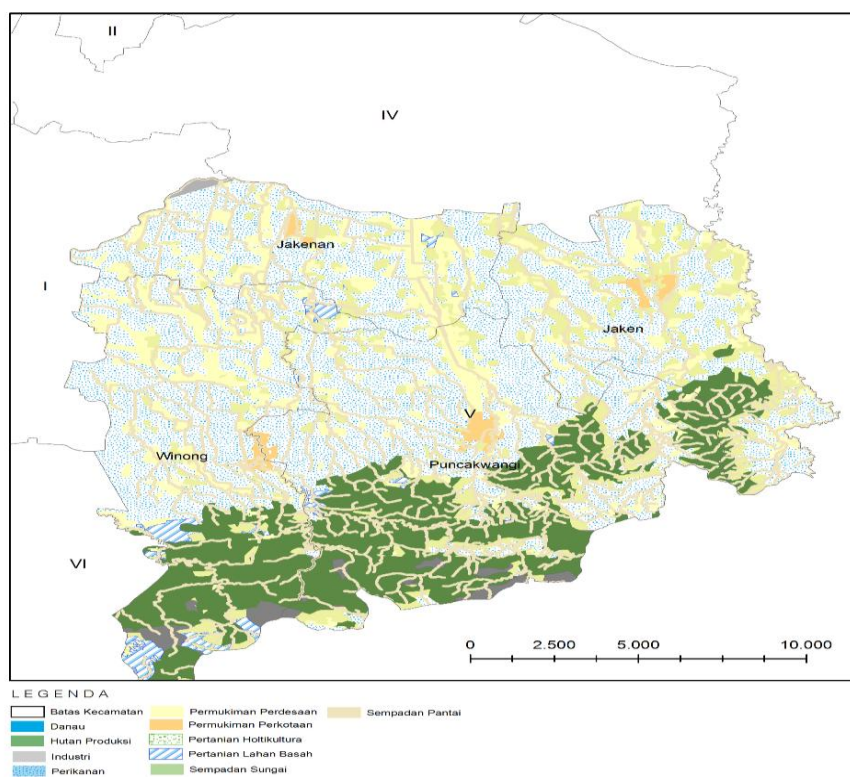 II
IV
Jakenan
I
Jaken
V
Winong
Puncakwangi
VI
0 2.500 5.000 10.000
LEGENDA
Batas Kecamatan
Danau
Hutan Produksi
Industri
Perikanan
Permukiman Perdesaan
Permukiman Perkotaan
Pertanian Holtikultura
Pertanian Lahan Basah
Sempadan Sungai
Sempadan Pantai